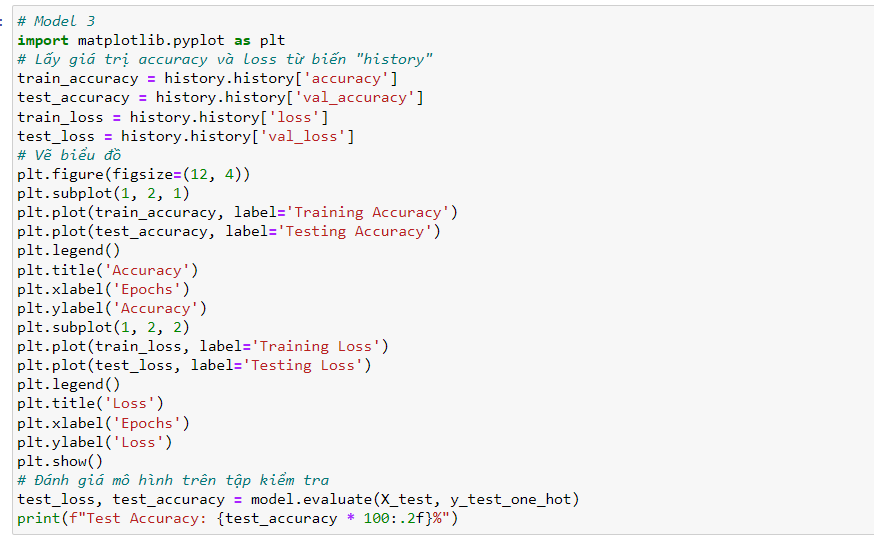 :
# Model 3
import matplotlib.pyplot as plt
# Lấy giá trị accuracy và loss từ biến "history"
train_accuracy = history.history['accuracy']
test_accuracy = history.history['val_accuracy']
train_loss = history.history['loss']
test_loss = history.history['val_loss']
# Vẽ biểu đồ
plt.figure(figsize=(12, 4))
plt.subplot(1, 2, 1)
plt.plot(train_accuracy, label='Training Accuracy')
plt.plot(test_accuracy, label='Testing Accuracy')
plt.legend()
plt.title('Accuracy')
plt.xlabel('Epochs')
plt.ylabel('Accuracy')
plt.subplot(1, 2, 2)
plt.plot(train_loss, label='Training Loss')
plt.plot(test_loss, label='Testing Loss')
plt.legend()
plt.title('Loss')
plt.xlabel('Epochs')
plt.ylabel('Loss')
plt.show()
# Đánh giá mô hình trên tập kiểm tra
test_loss, test_accuracy = model.evaluate(X_test, y_test_one_hot)
print(f"Test Accuracy: {test_accuracy * 100:.2f}%")